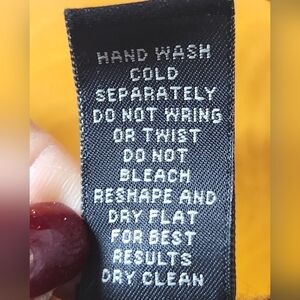 HAND WASH
COLD
SEPARATELY
DO NOT WRING
OR TWIST
DO NOT
BLEACH
RESHAPE AND
DRY FLAT
FOR BEST
RESULTS
DRY CLEAN